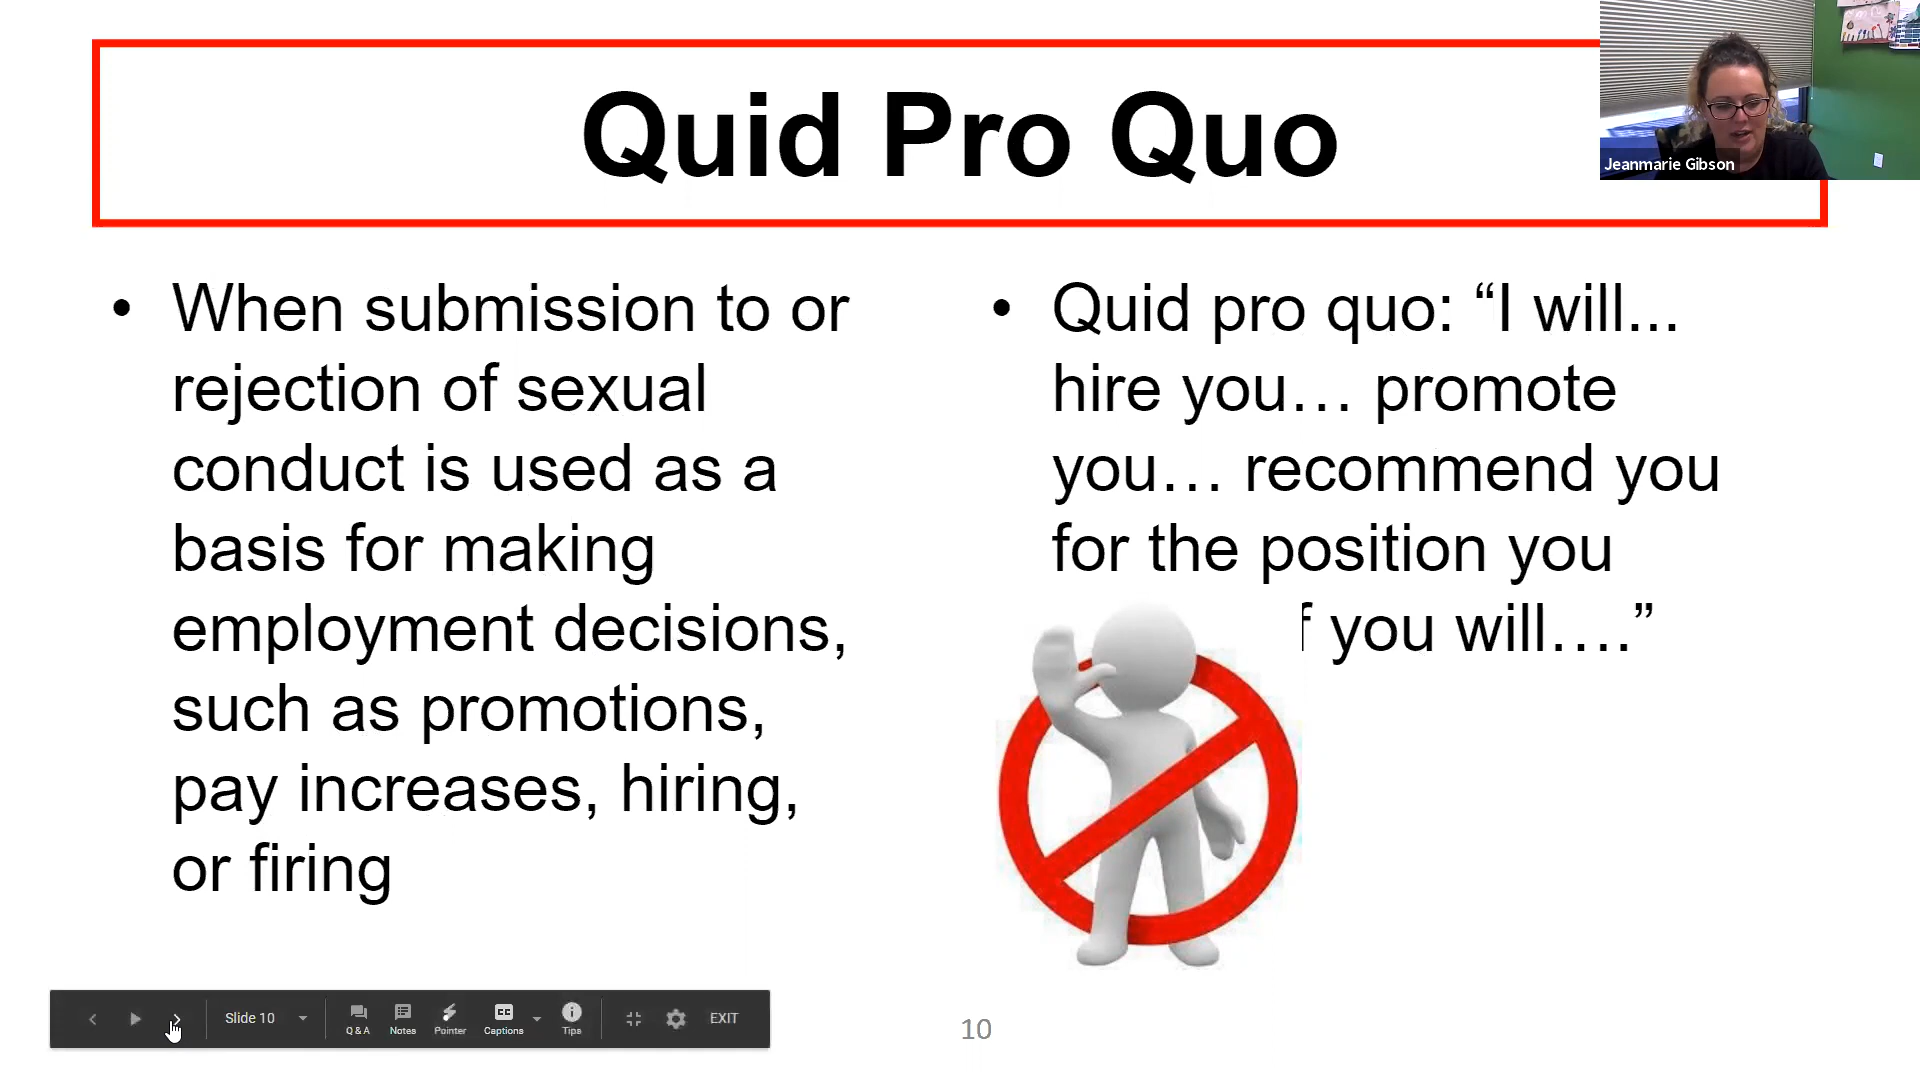 Quid Pro Quo
Jeanmarie Gibson
• When submission to or
rejection of sexual
conduct is used as a
basis for making
employment decisions,
such as promotions,
pay increases, hiring,
or firing
• Quid pro quo: “I will...
hire you… promote
you… recommend you
for the position you
f you will….”
Slide 10
Q & A
Notes
Pointer
CC
Captions
Tips
EXIT
10